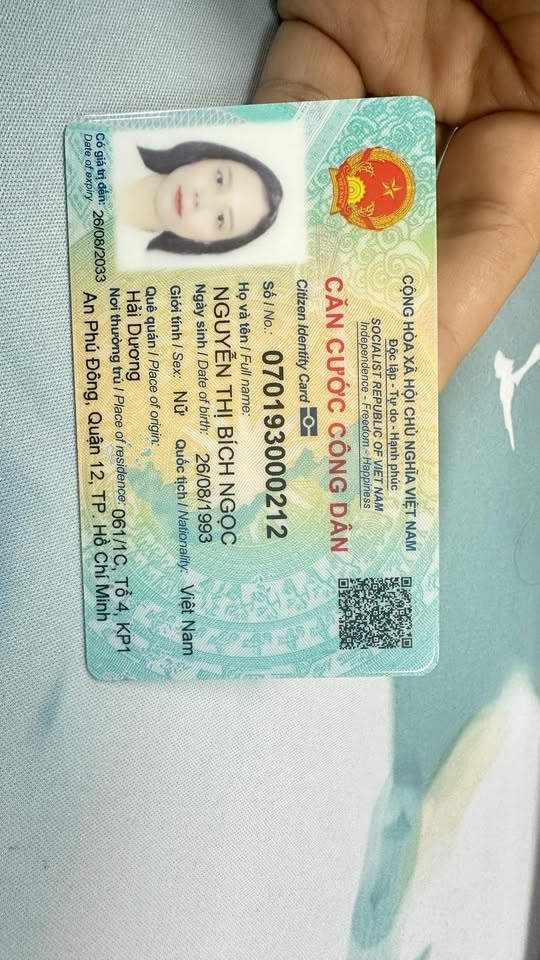 CỘNG HÒA XÃ HỘI CHỦ NGHĨA VIỆT NAM
Độc lập - Tự do - Hạnh phúc
SOCIALIST REPUBLIC OF VIET NAM
Independence - Freedom - Happiness
CĂN CƯỚC CÔNG DÂN
Citizen Identity Card
Số / No.: 070193000212
Họ và tên / Full name:
NGUYỄN THỊ BÍCH NGỌC
Ngày sinh / Date of birth: 26/08/1993
Giới tính / Sex: Nữ Quốc tịch / Nationality: Việt Nam
Quê quán / Place of origin:
Hải Dương
Nơi thường trú / Place of residence: 061/1C, Tổ 4, KP1
An Phú Đông, Quận 12, TP. Hồ Chí Minh
Có giá trị đến: 26/08/2033
Date of expiry